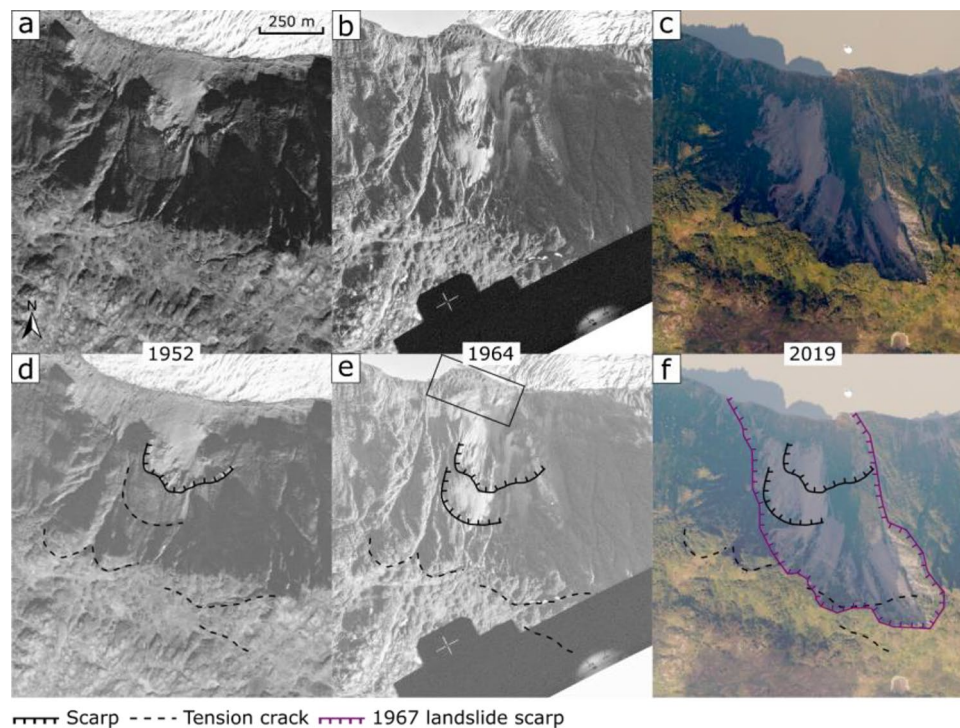 a
250 m
b
c
N
1952
1964
2019
d
e
f
Scarp
Tension crack
1967 landslide scarp